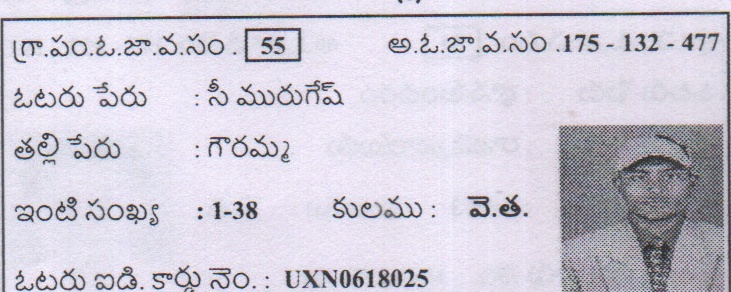 గ్రా.పం.ఓ.జా.వ.సం. 55 అ.ఓ.జా.వ.సం 175 - 132 - 477
ఓటరు పేరు : సీ మురుగేష్
తల్లి పేరు : గౌరమ్మ
ఇంటి సంఖ్య : 1-38 కులము : వె.త.
ఓటరు ఐడి. కార్డు నెం. : UXN0618025